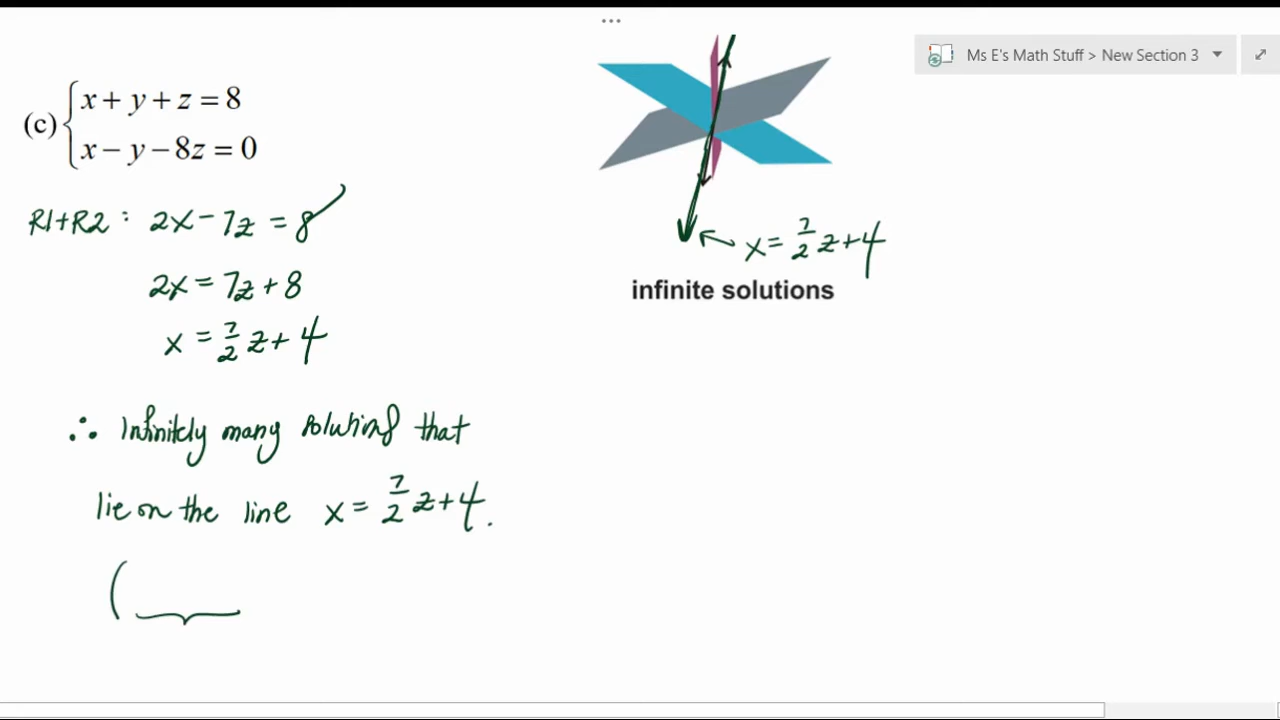 ...
Ms E's Math Stuff > New Section 3
(c) { x + y + z = 8
x − y − 8z = 0
R1+R2 : 2x − 7z = 8
2x = 7z + 8
x = 7/2 z + 4
∴ Infinitely many solutions that
lie on the line x = 7/2 z + 4.
(
x = 7/2 z + 4
infinite solutions